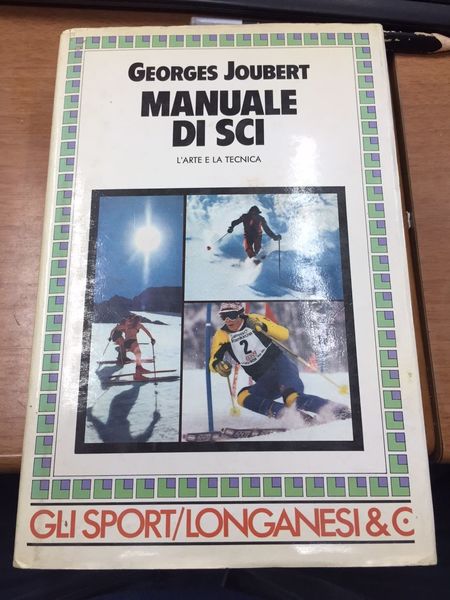 GEORGES JOUBERT
MANUALE
DI SCI
L'ARTE E LA TECNICA
2
GLI SPORT/LONGANESI & C